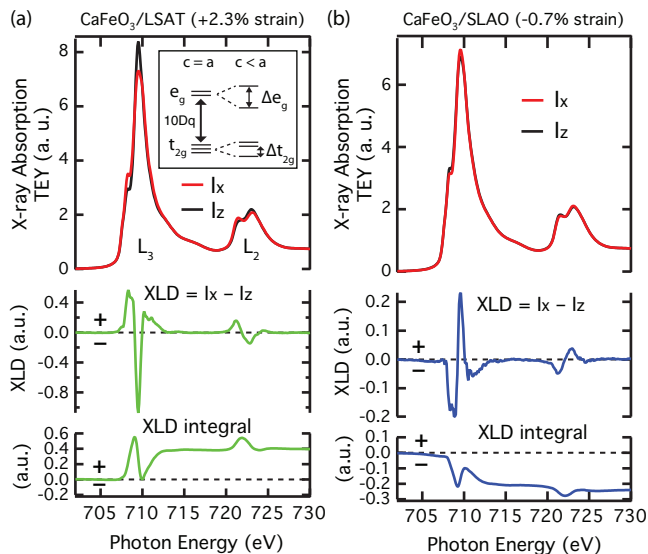 (a) CaFeO₃/LSAT (+2.3% strain)
X-ray Absorption
TEY (a. u.)
8
6
4
2
0
c = a c < a
e_g Δe_g
10Dq
t_2g Δt_2g
Ix
Iz
L₃ L₂
XLD = Ix – Iz
XLD
(a.u.)
0.4
0.0
-0.4
-0.8
+
–
XLD integral
(a.u.)
0.6
0.4
0.2
0.0
-0.2
+
–
705 710 715 720 725 730
Photon Energy (eV)
(b) CaFeO₃/SLAO (-0.7% strain)
X-ray Absorption
TEY (a. u.)
6
4
2
0
Ix
Iz
XLD = Ix – Iz
XLD
(a.u.)
0.2
0.1
0.0
-0.1
-0.2
+
–
XLD integral
(a.u.)
0.1
0.0
-0.1
-0.2
-0.3
+
–
705 710 715 720 725 730
Photon Energy (eV)